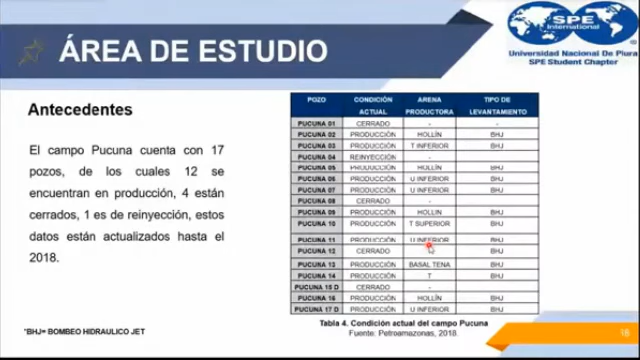 ÁREA DE ESTUDIO
SPE
International
Universidad Nacional De Piura
SPE Student Chapter
Antecedentes
El campo Pucuna cuenta con 17
pozos, de los cuales 12 se
encuentran en producción, 4 están
cerrados, 1 es de reinyección, estos
datos están actualizados hasta el
2018.
POZO CONDICIÓN ACTUAL ARENA PRODUCTORA TIPO DE LEVANTAMIENTO
PUCUNA 01 CERRADO - -
PUCUNA 02 PRODUCCIÓN HOLLÍN BHJ
PUCUNA 03 PRODUCCIÓN T INFERIOR BHJ
PUCUNA 04 REINYECCIÓN -
PUCUNA 05 PRODUCCIÓN HOLLÍN BHJ
PUCUNA 06 PRODUCCIÓN U INFERIOR BHJ
PUCUNA 07 PRODUCCIÓN U INFERIOR BHJ
PUCUNA 08 CERRADO - BHJ
PUCUNA 09 PRODUCCIÓN HOLLIN BHJ
PUCUNA 10 PRODUCCIÓN T SUPERIOR BHJ
PUCUNA 11 PRODUCCIÓN U INFERIOR BHJ
PUCUNA 12 CERRADO BHJ
PUCUNA 13 PRODUCCIÓN BASAL TENA BHJ
PUCUNA 14 PRODUCCIÓN T BHJ
PUCUNA 15 D CERRADO - BHJ
PUCUNA 16 PRODUCCIÓN HOLLÍN BHJ
PUCUNA 17 D PRODUCCIÓN U INFERIOR BHJ
Tabla 4. Condición actual del campo Pucuna
Fuente: Petroamazonas, 2018.
*BHJ= BOMBEO HIDRAULICO JET
18